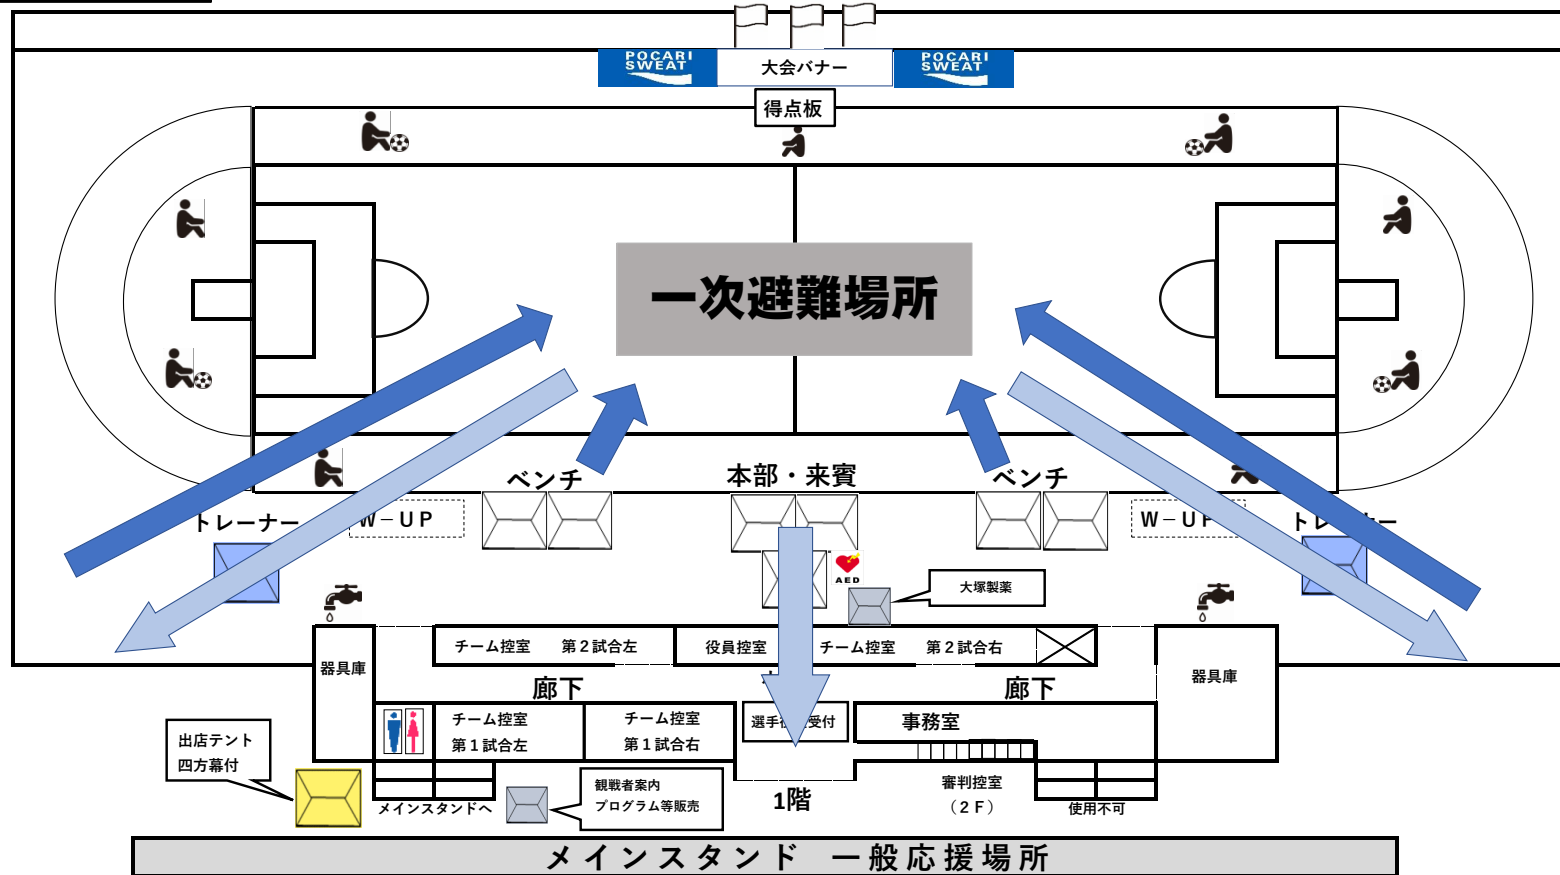 POCARI
SWEAT
大会バナー
POCARI
SWEAT
得点板
一次避難場所
ベンチ
本部・来賓
ベンチ
トレーナー
W－UP
W－UP
トレーナー
AED
大塚製薬
器具庫
チーム控室　第２試合左
役員控室
チーム控室　第２試合右
器具庫
廊下
廊下
チーム控室
第１試合左
チーム控室
第１試合右
選手
受付
事務室
出店テント
四方幕付
観戦者案内
プログラム等販売
メインスタンドへ
1階
審判控室
（２F）
使用不可
メインスタンド　一般応援場所